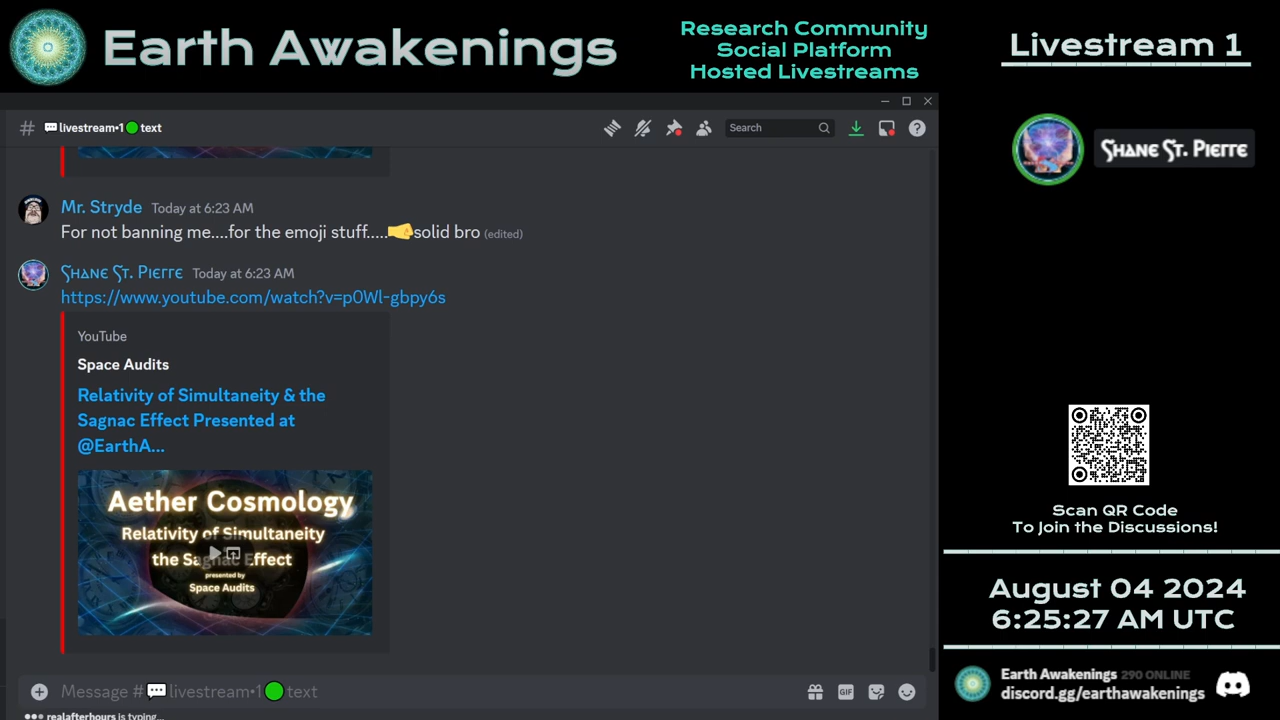 Earth Awakenings
Research Community
Social Platform
Hosted Livestreams
Livestream 1
# 💬livestream•1🟢text
Search
Mr. Stryde Today at 6:23 AM
For not banning me....for the emoji stuff.....🤜solid bro (edited)
Shane St. Pierre Today at 6:23 AM
https://www.youtube.com/watch?v=p0Wl-gbpy6s
YouTube
Space Audits
Relativity of Simultaneity & the
Sagnac Effect Presented at
@EarthA...
Aether Cosmology
Relativity of Simultaneity
the Sagnac Effect
presented by
Space Audits
Message #💬livestream•1🟢text
GIF
realafterhours is typing...
Shane St. Pierre
Scan QR Code
To Join the Discussions!
August 04 2024
6:25:27 AM UTC
Earth Awakenings 290 ONLINE
discord.gg/earthawakenings